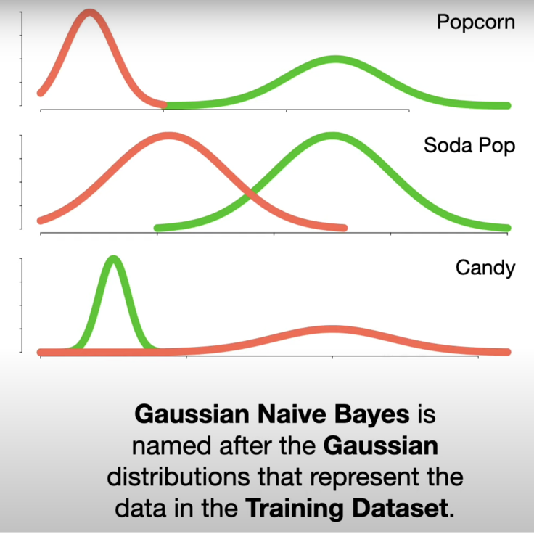 Popcorn
Soda Pop
Candy
Gaussian Naive Bayes is
named after the Gaussian
distributions that represent the
data in the Training Dataset.